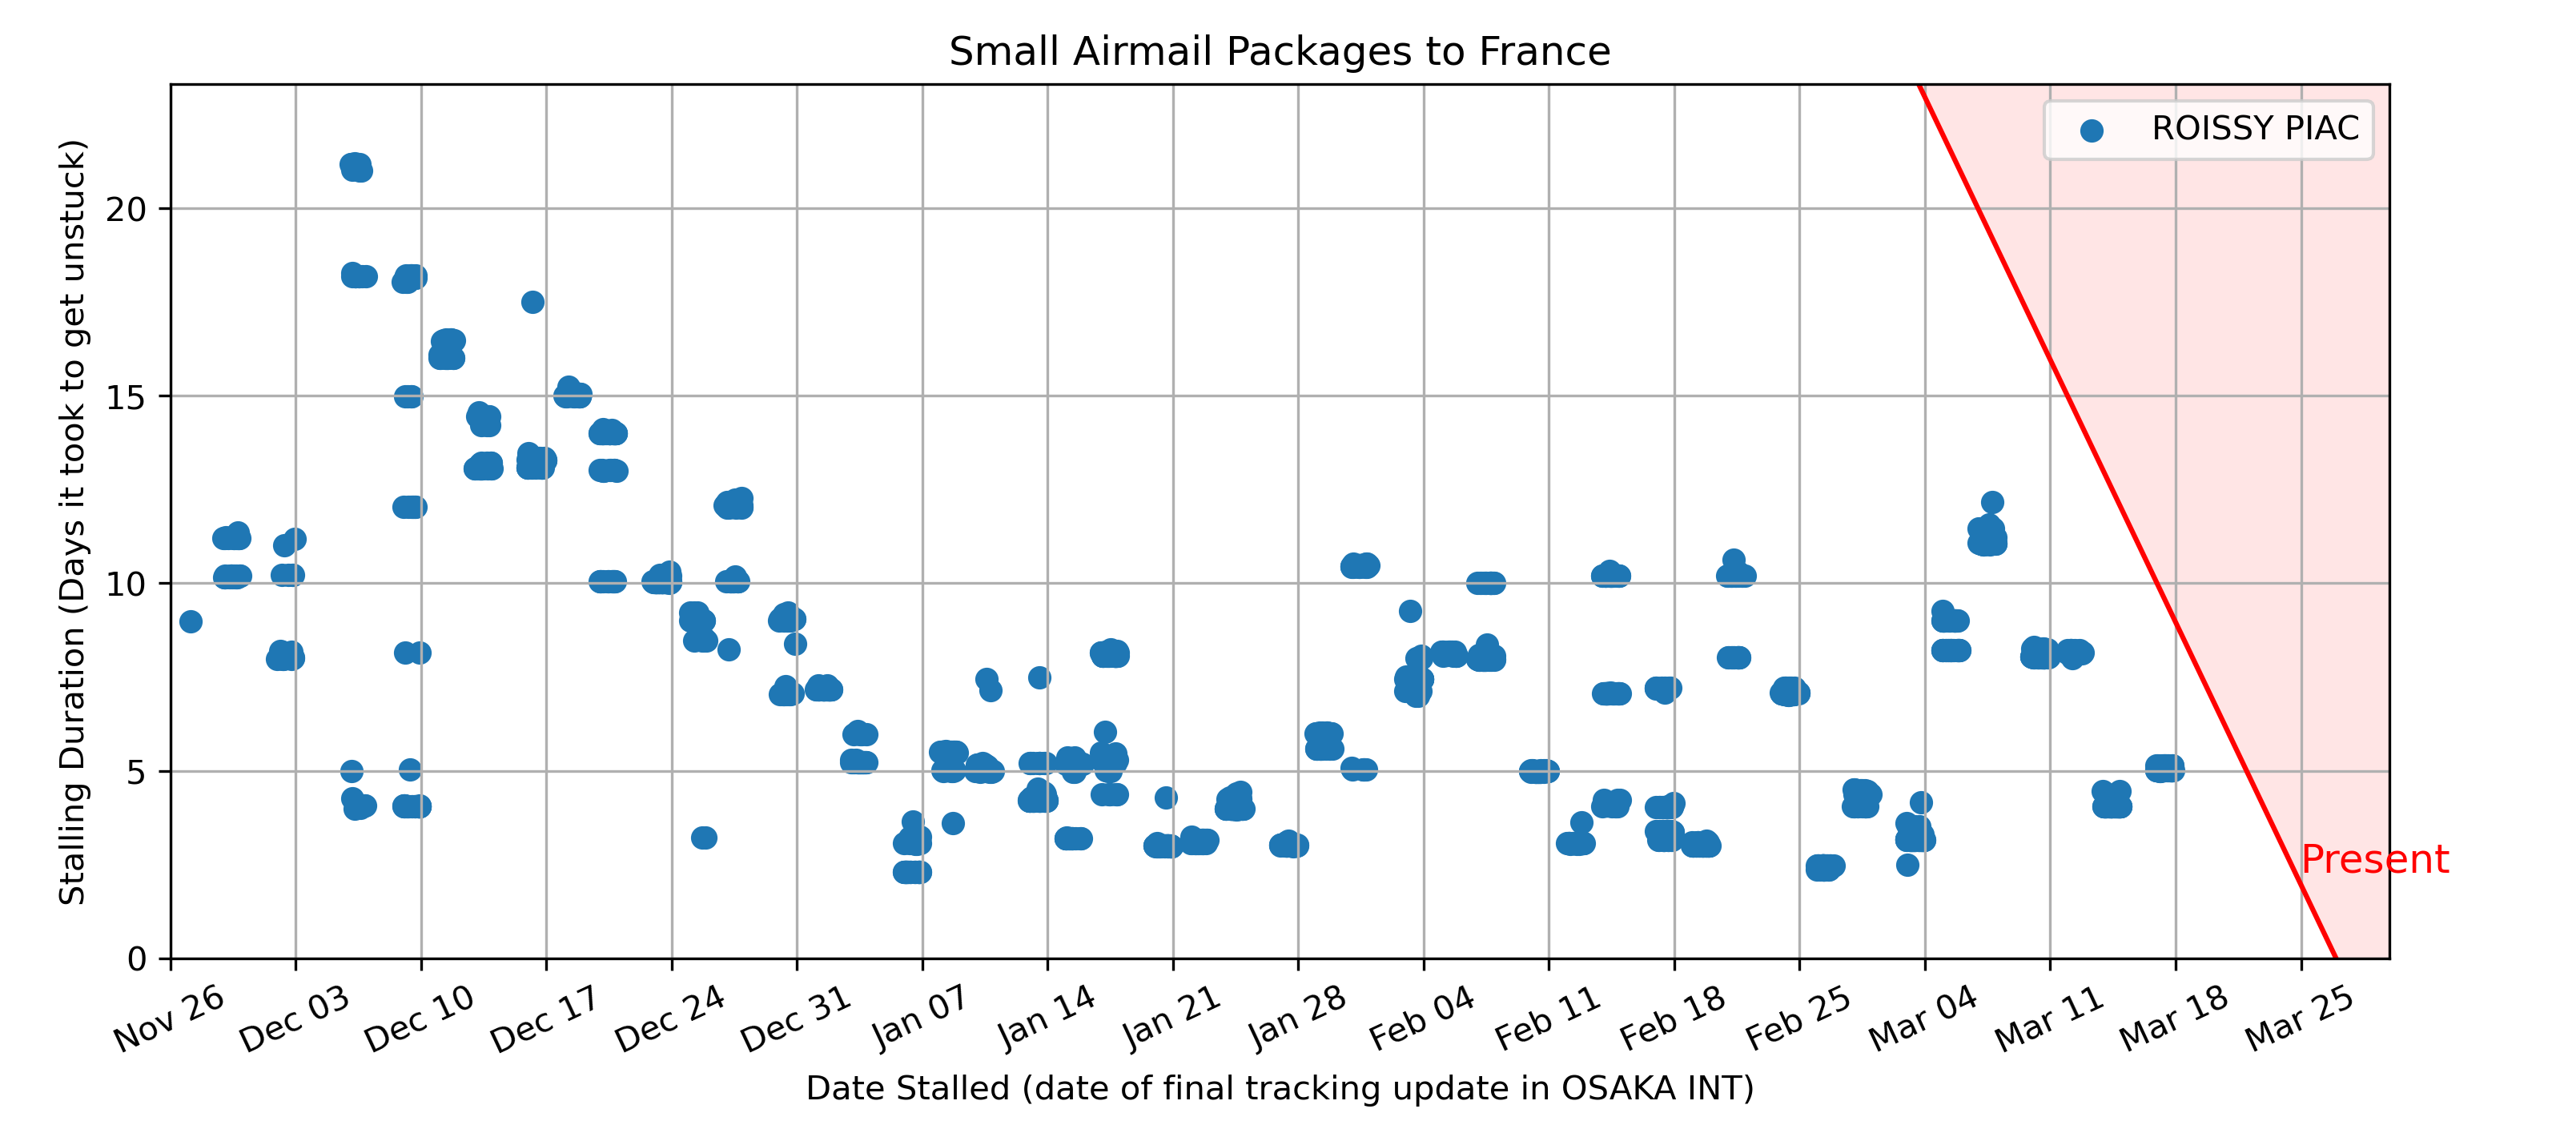 Small Airmail Packages to France
ROISSY PIAC
Stalling Duration (Days it took to get unstuck)
20
15
10
5
0
Present
Nov 26
Dec 03
Dec 10
Dec 17
Dec 24
Dec 31
Jan 07
Jan 14
Jan 21
Jan 28
Feb 04
Feb 11
Feb 18
Feb 25
Mar 04
Mar 11
Mar 18
Mar 25
Date Stalled (date of final tracking update in OSAKA INT)